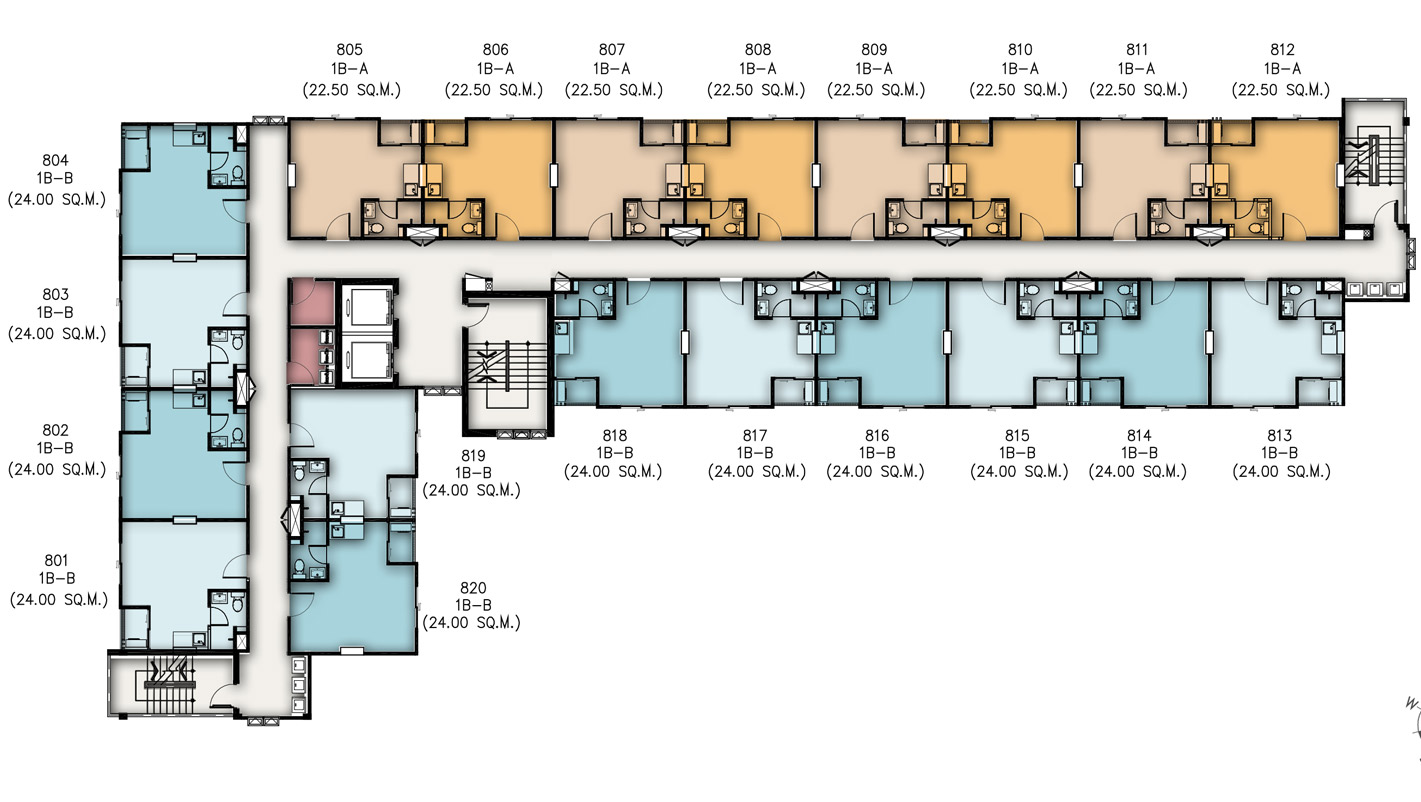 805
1B-A
(22.50 SQ.M.)
806
1B-A
(22.50 SQ.M.)
807
1B-A
(22.50 SQ.M.)
808
1B-A
(22.50 SQ.M.)
809
1B-A
(22.50 SQ.M.)
810
1B-A
(22.50 SQ.M.)
811
1B-A
(22.50 SQ.M.)
812
1B-A
(22.50 SQ.M.)
804
1B-B
(24.00 SQ.M.)
803
1B-B
(24.00 SQ.M.)
802
1B-B
(24.00 SQ.M.)
801
1B-B
(24.00 SQ.M.)
818
1B-B
(24.00 SQ.M.)
817
1B-B
(24.00 SQ.M.)
816
1B-B
(24.00 SQ.M.)
815
1B-B
(24.00 SQ.M.)
814
1B-B
(24.00 SQ.M.)
813
1B-B
(24.00 SQ.M.)
819
1B-B
(24.00 SQ.M.)
820
1B-B
(24.00 SQ.M.)
W